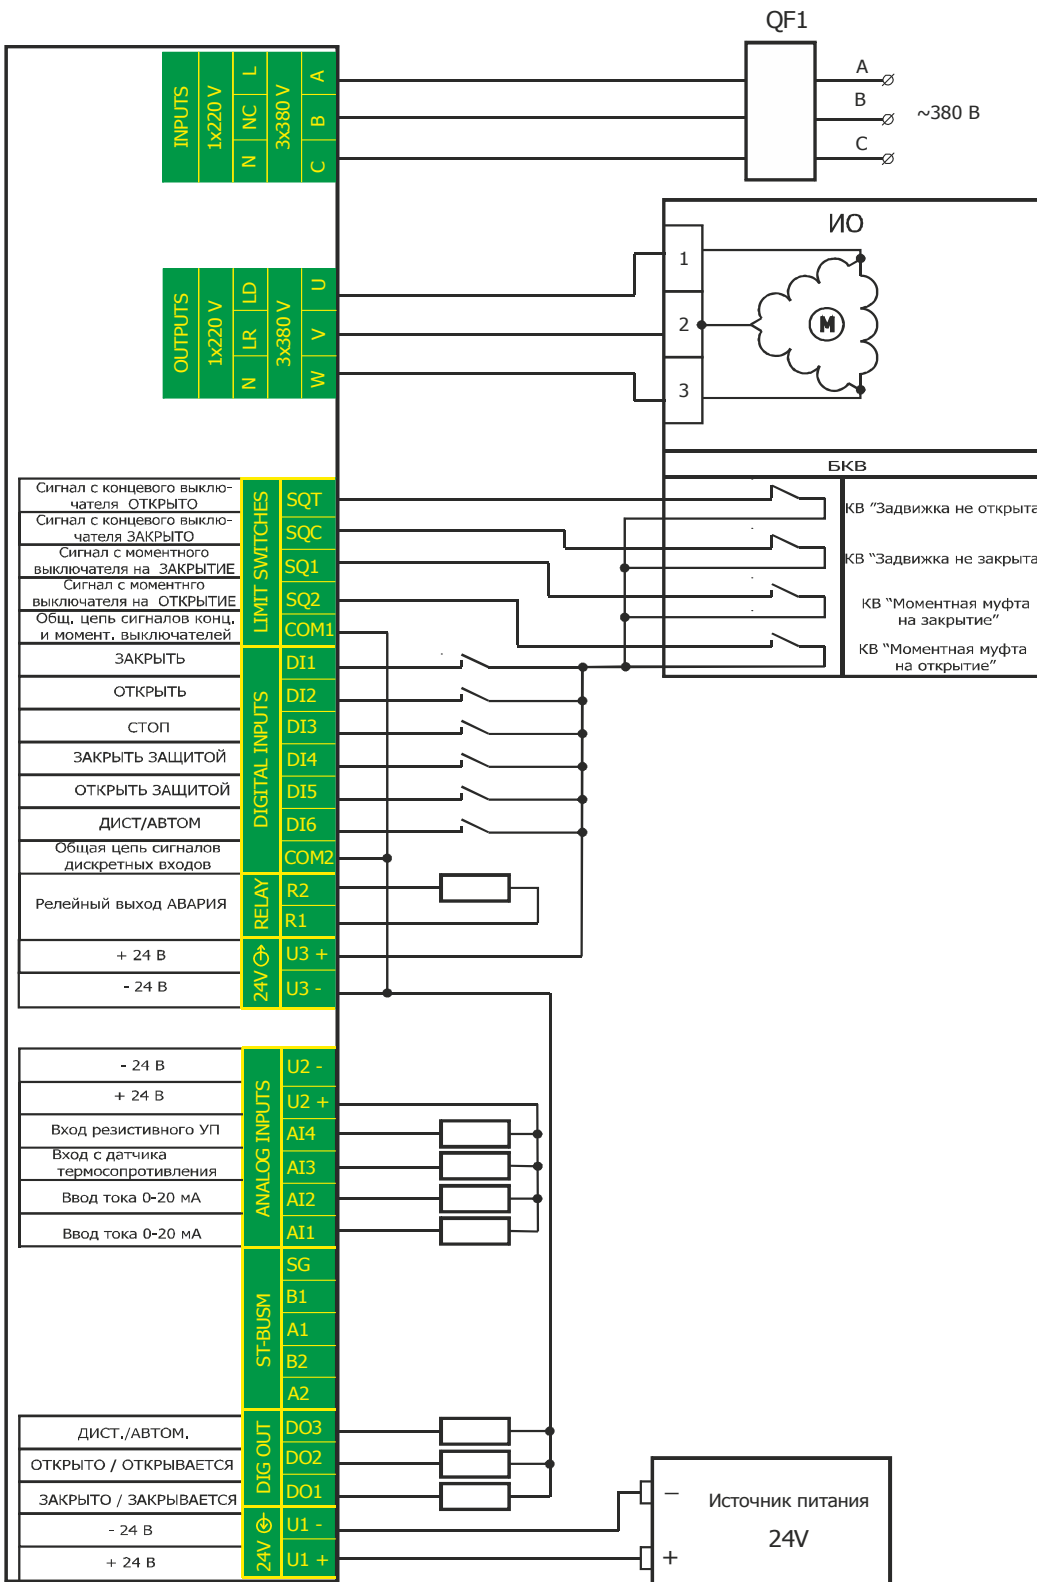 QF1
A
B
C
~380 В
INPUTS
1x220 V
N NC L
3x380 V
A
B
C
ИО
1
2
3
M
OUTPUTS
1x220 V
N LR LD
3x380 V
U
V
W
БКВ
Сигнал с концевого выклю-
чателя ОТКРЫТО
SQT
КВ "Задвижка не открыта
Сигнал с концевого выклю-
чателя ЗАКРЫТО
SQC
КВ "Задвижка не закрыта
Сигнал с моментного
выключателя на ЗАКРЫТИЕ
SQ1
КВ "Моментная муфта
на закрытие"
Сигнал с моментнго
выключателя на ОТКРЫТИЕ
SQ2
КВ "Моментная муфта
на открытие"
Общ. цепь сигналов конц.
и момент. выключателей
COM1
LIMIT SWITCHES
ЗАКРЫТЬ
DI1
ОТКРЫТЬ
DI2
СТОП
DI3
ЗАКРЫТЬ ЗАЩИТОЙ
DI4
ОТКРЫТЬ ЗАЩИТОЙ
DI5
ДИСТ/АВТОМ
DI6
Общая цепь сигналов
дискретных входов
COM2
DIGITAL INPUTS
Релейный выход АВАРИЯ
RELAY
R2
R1
+ 24 В
U3 +
- 24 В
U3 -
24V
- 24 В
U2 -
+ 24 В
U2 +
Вход резистивного УП
AI4
Вход с датчика
термосопротивления
AI3
Ввод тока 0-20 мА
AI2
Ввод тока 0-20 мА
AI1
ANALOG INPUTS
ST-BUSM
SG
B1
A1
B2
A2
ДИСТ./АВТОМ.
DO3
ОТКРЫТО / ОТКРЫВАЕТСЯ
DO2
ЗАКРЫТО / ЗАКРЫВАЕТСЯ
DO1
DIG OUT
- 24 В
U1 -
+ 24 В
U1 +
24V
−
+
Источник питания
24V